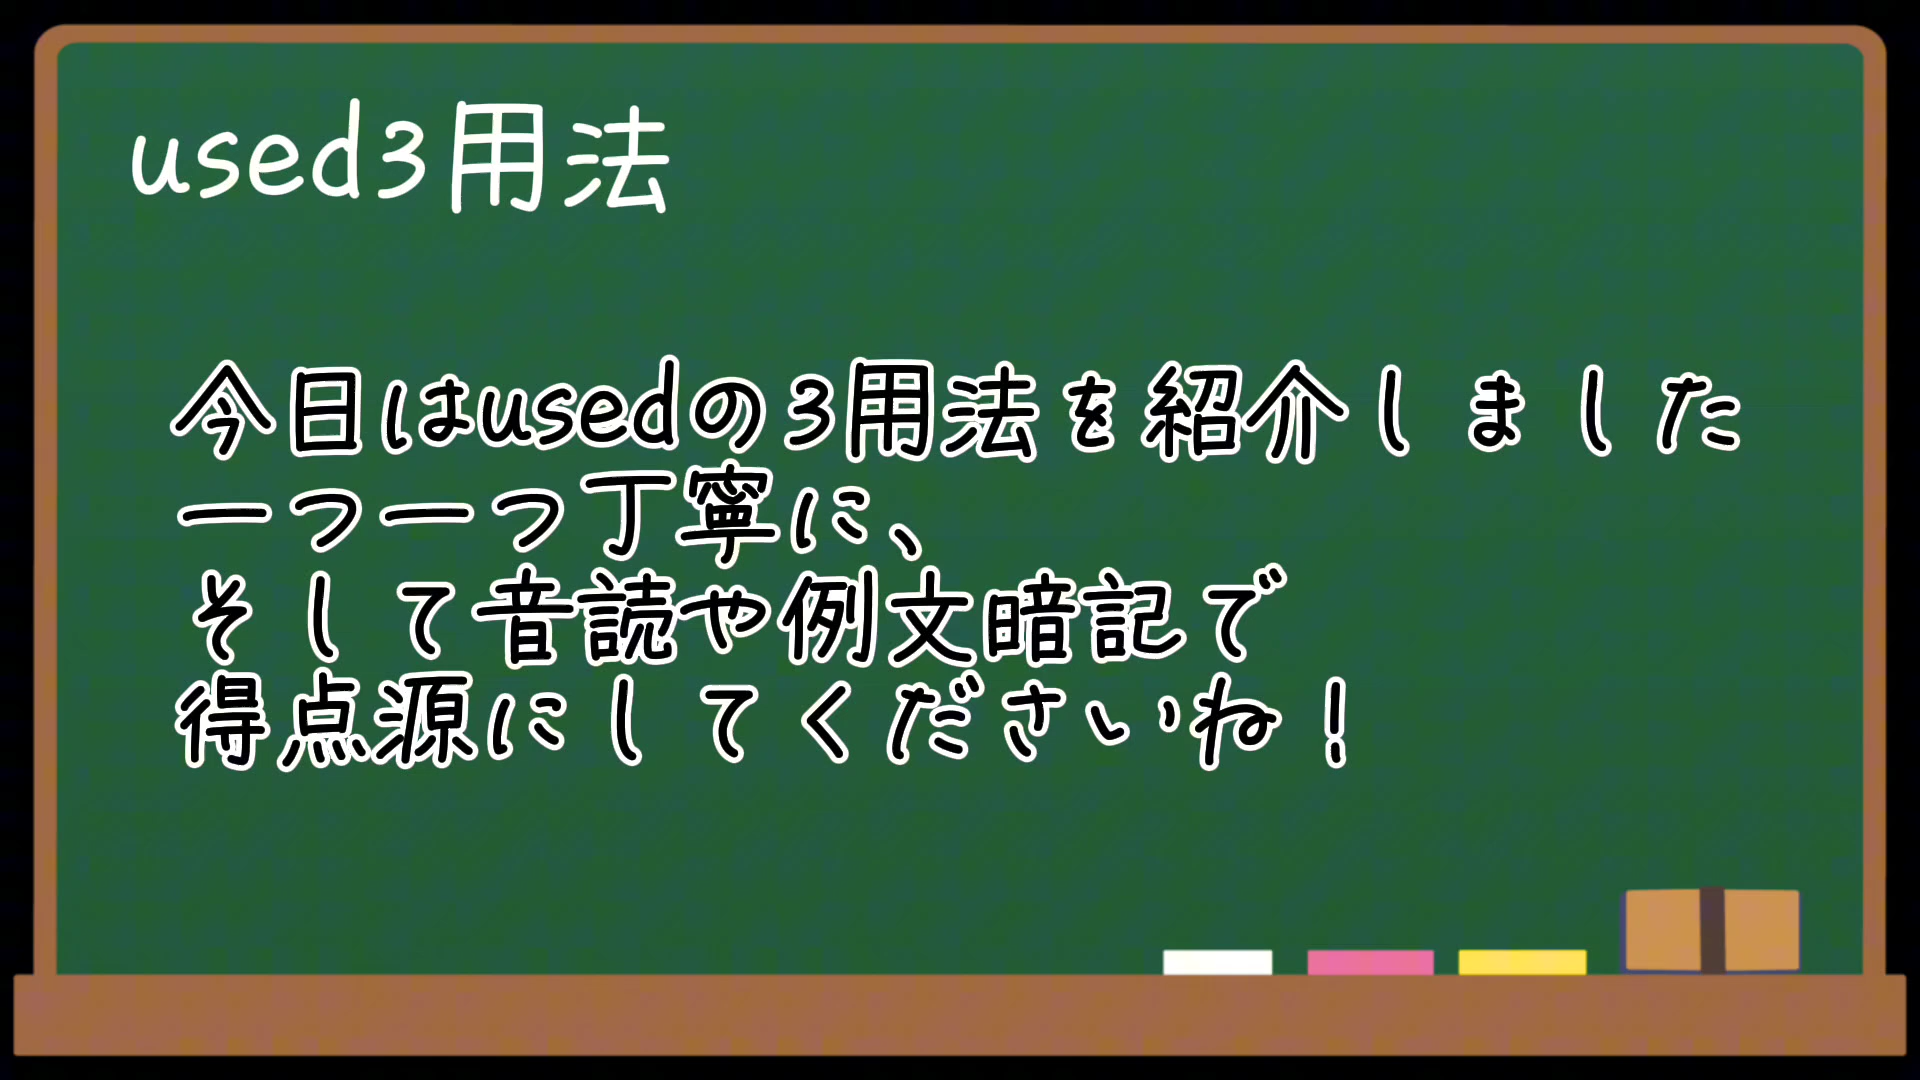 used3用法
今日はusedの3用法を紹介しました
一つ一つ丁寧に、
そして音読や例文暗記で
得点源にしてくださいね！